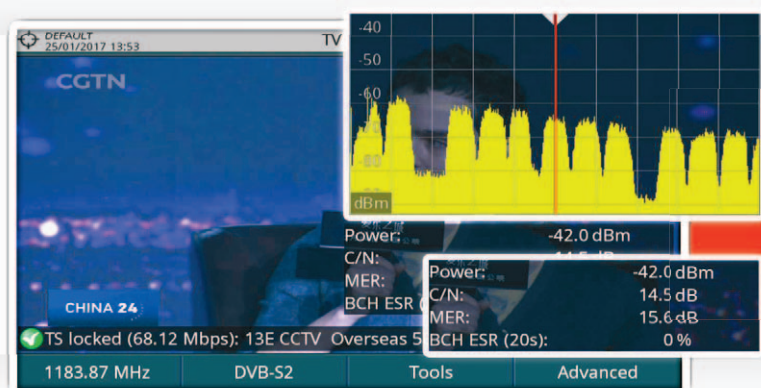 DEFAULT
25/01/2017 13:53
TV
CGTN
-40
-50
-60
dBm
Power: -42.0 dBm
C/N:
MER:
BCH ESR
Power: -42.0 dBm
C/N: 14.5 dB
MER: 15.6 dB
BCH ESR (20s): 0 %
CHINA 24
TS locked (68.12 Mbps): 13E CCTV Overseas 5
1183.87 MHz
DVB-S2
Tools
Advanced